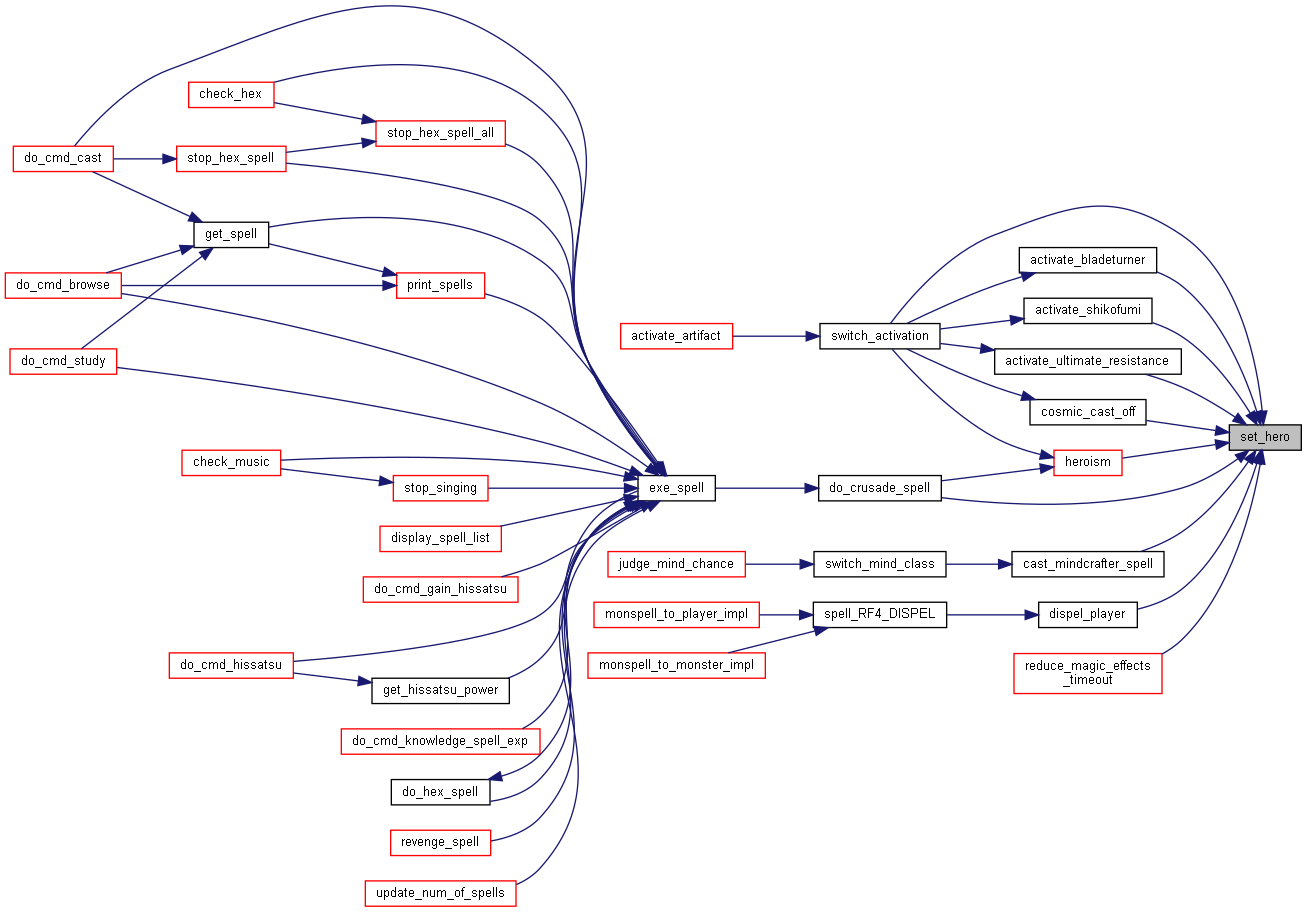 check_hex
stop_hex_spell_all
do_cmd_cast
stop_hex_spell
get_spell
do_cmd_browse
print_spells
do_cmd_study
check_music
stop_singing
display_spell_list
do_cmd_gain_hissatsu
do_cmd_hissatsu
get_hissatsu_power
do_cmd_knowledge_spell_exp
do_hex_spell
revenge_spell
update_num_of_spells
exe_spell
activate_artifact
switch_activation
do_crusade_spell
judge_mind_chance
switch_mind_class
monspell_to_player_impl
spell_RF4_DISPEL
monspell_to_monster_impl
activate_bladeturner
activate_shikofumi
activate_ultimate_resistance
cosmic_cast_off
heroism
cast_mindcrafter_spell
dispel_player
reduce_magic_effects
_timeout
set_hero